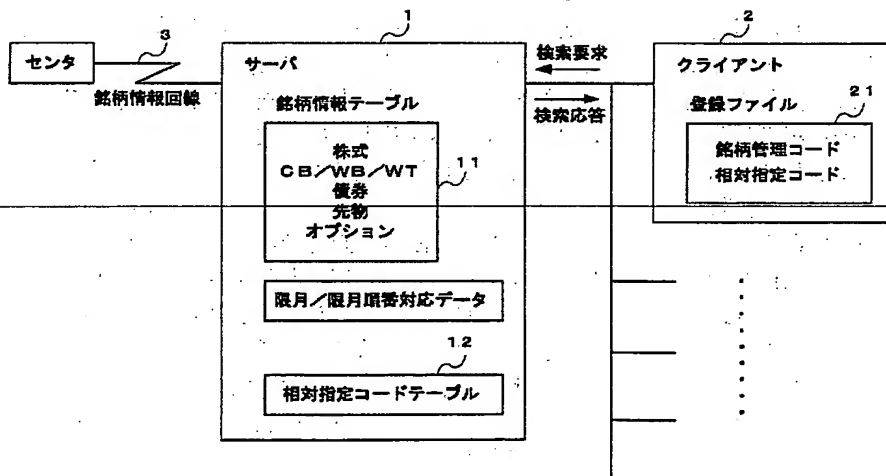 センタ
3
銘柄情報回線
1
サーバ
銘柄情報テーブル
株式
CB/WB/WT
債券
先物
オプション
11
限月/限月順番対応データ
12
相対指定コードテーブル
検索要求
検索応答
2
クライアント
登録ファイル
21
銘柄管理コード
相対指定コード